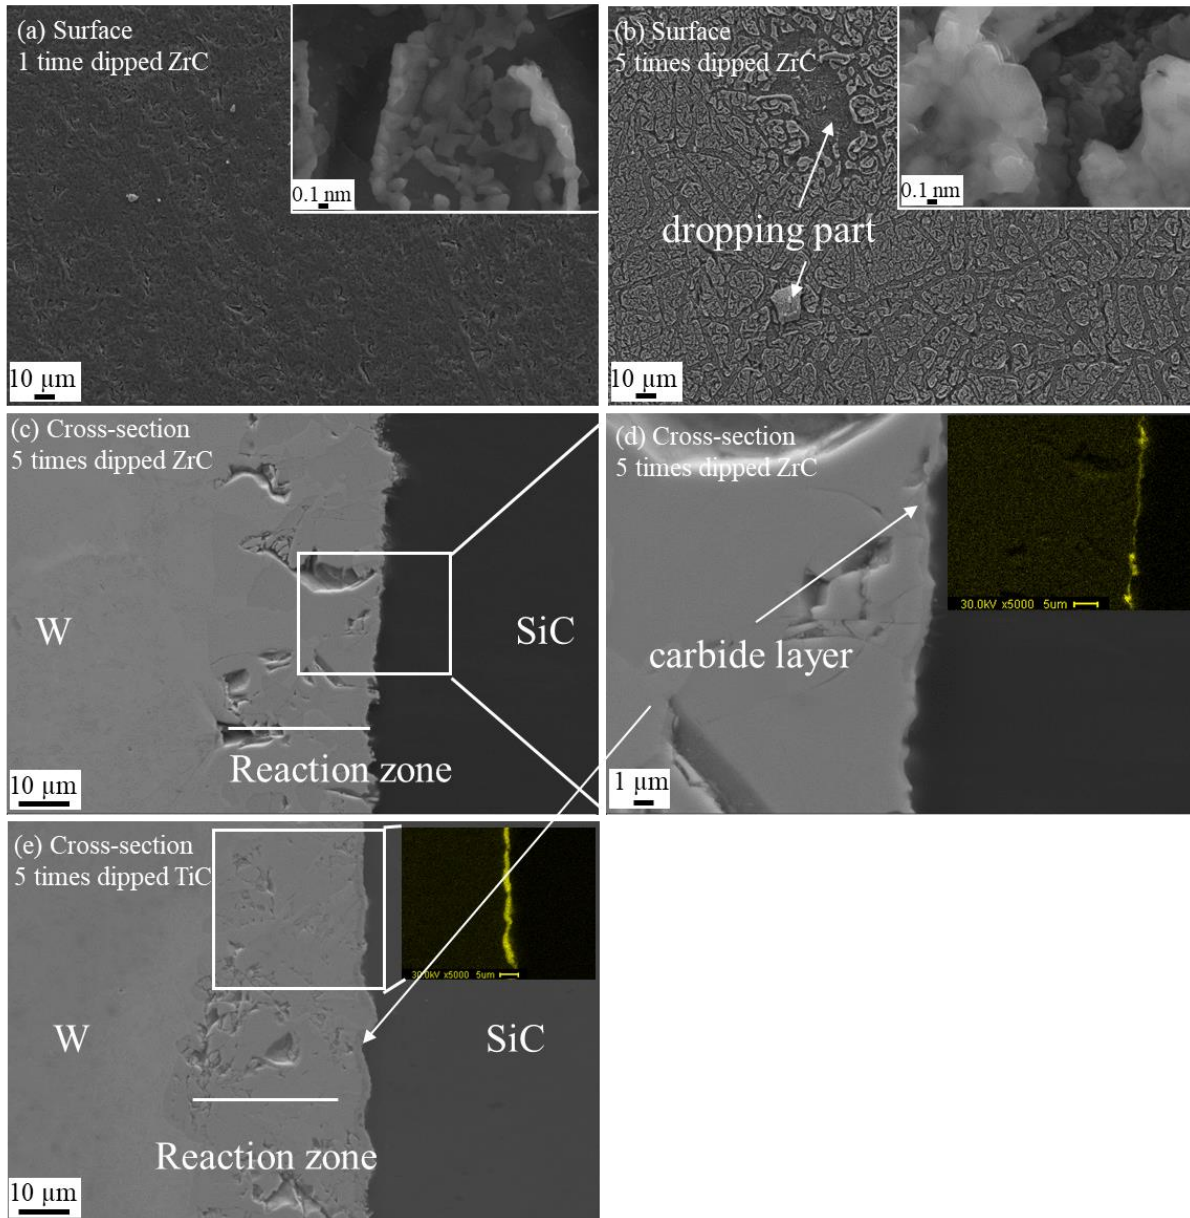 (a) Surface
1 time dipped ZrC
0.1 nm
10 µm
(b) Surface
5 times dipped ZrC
0.1 nm
dropping part
10 µm
(c) Cross-section
5 times dipped ZrC
W
SiC
Reaction zone
10 µm
(d) Cross-section
5 times dipped ZrC
30.0kV x5000 5um
carbide layer
1 µm
(e) Cross-section
5 times dipped TiC
30.0kV x5000 5um
W
SiC
Reaction zone
10 µm